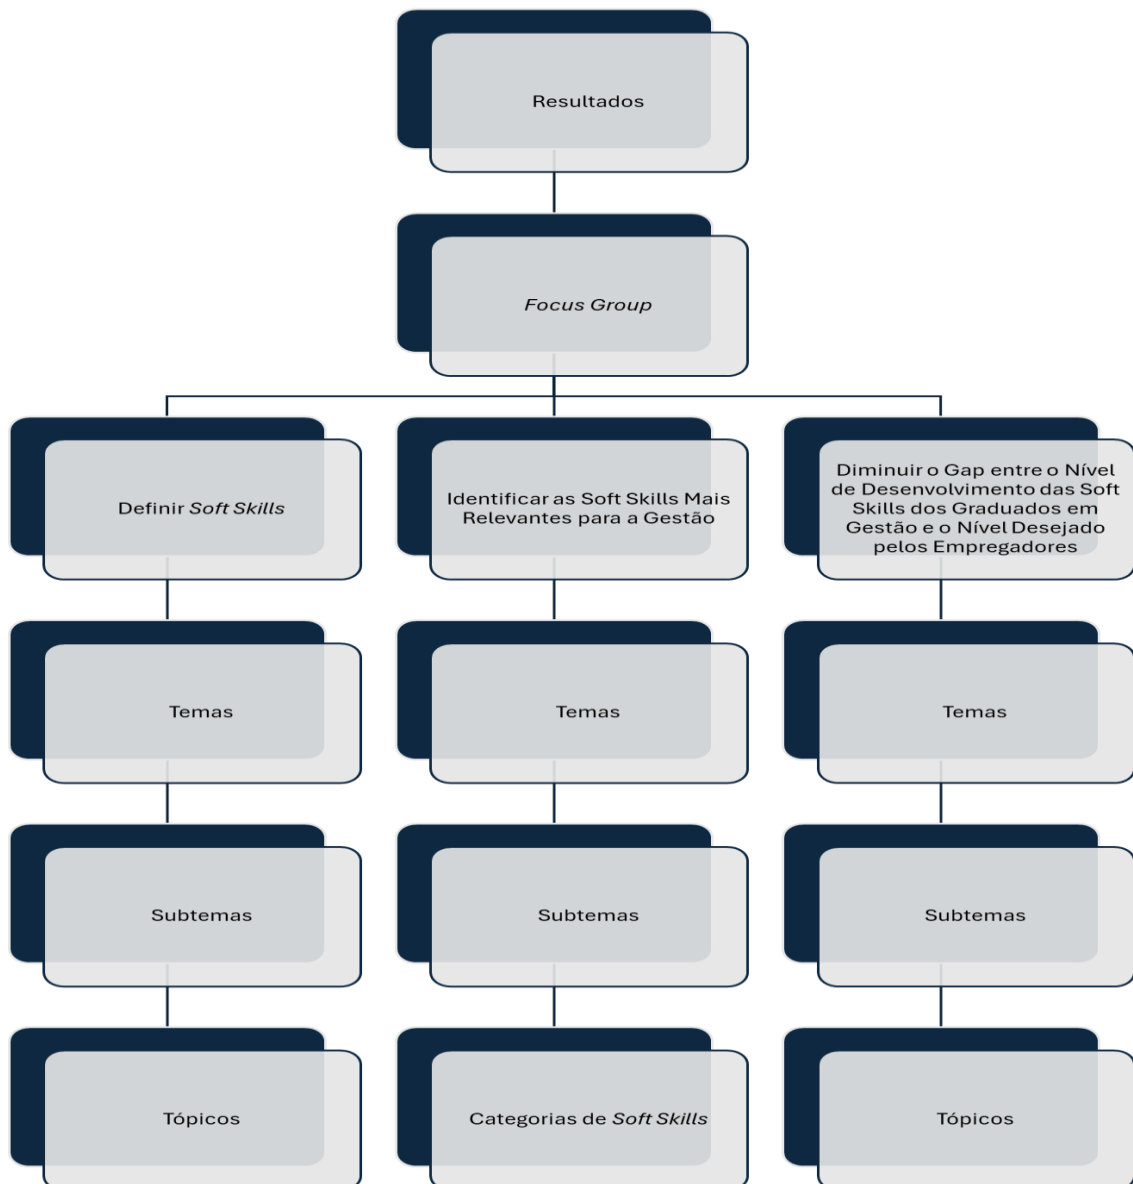 Resultados
Focus Group
Definir Soft Skills
Identificar as Soft Skills Mais
Relevantes para a Gestão
Diminuir o Gap entre o Nível
de Desenvolvimento das Soft
Skills dos Graduados em
Gestão e o Nível Desejado
pelos Empregadores
Temas
Temas
Temas
Subtemas
Subtemas
Subtemas
Tópicos
Categorias de Soft Skills
Tópicos